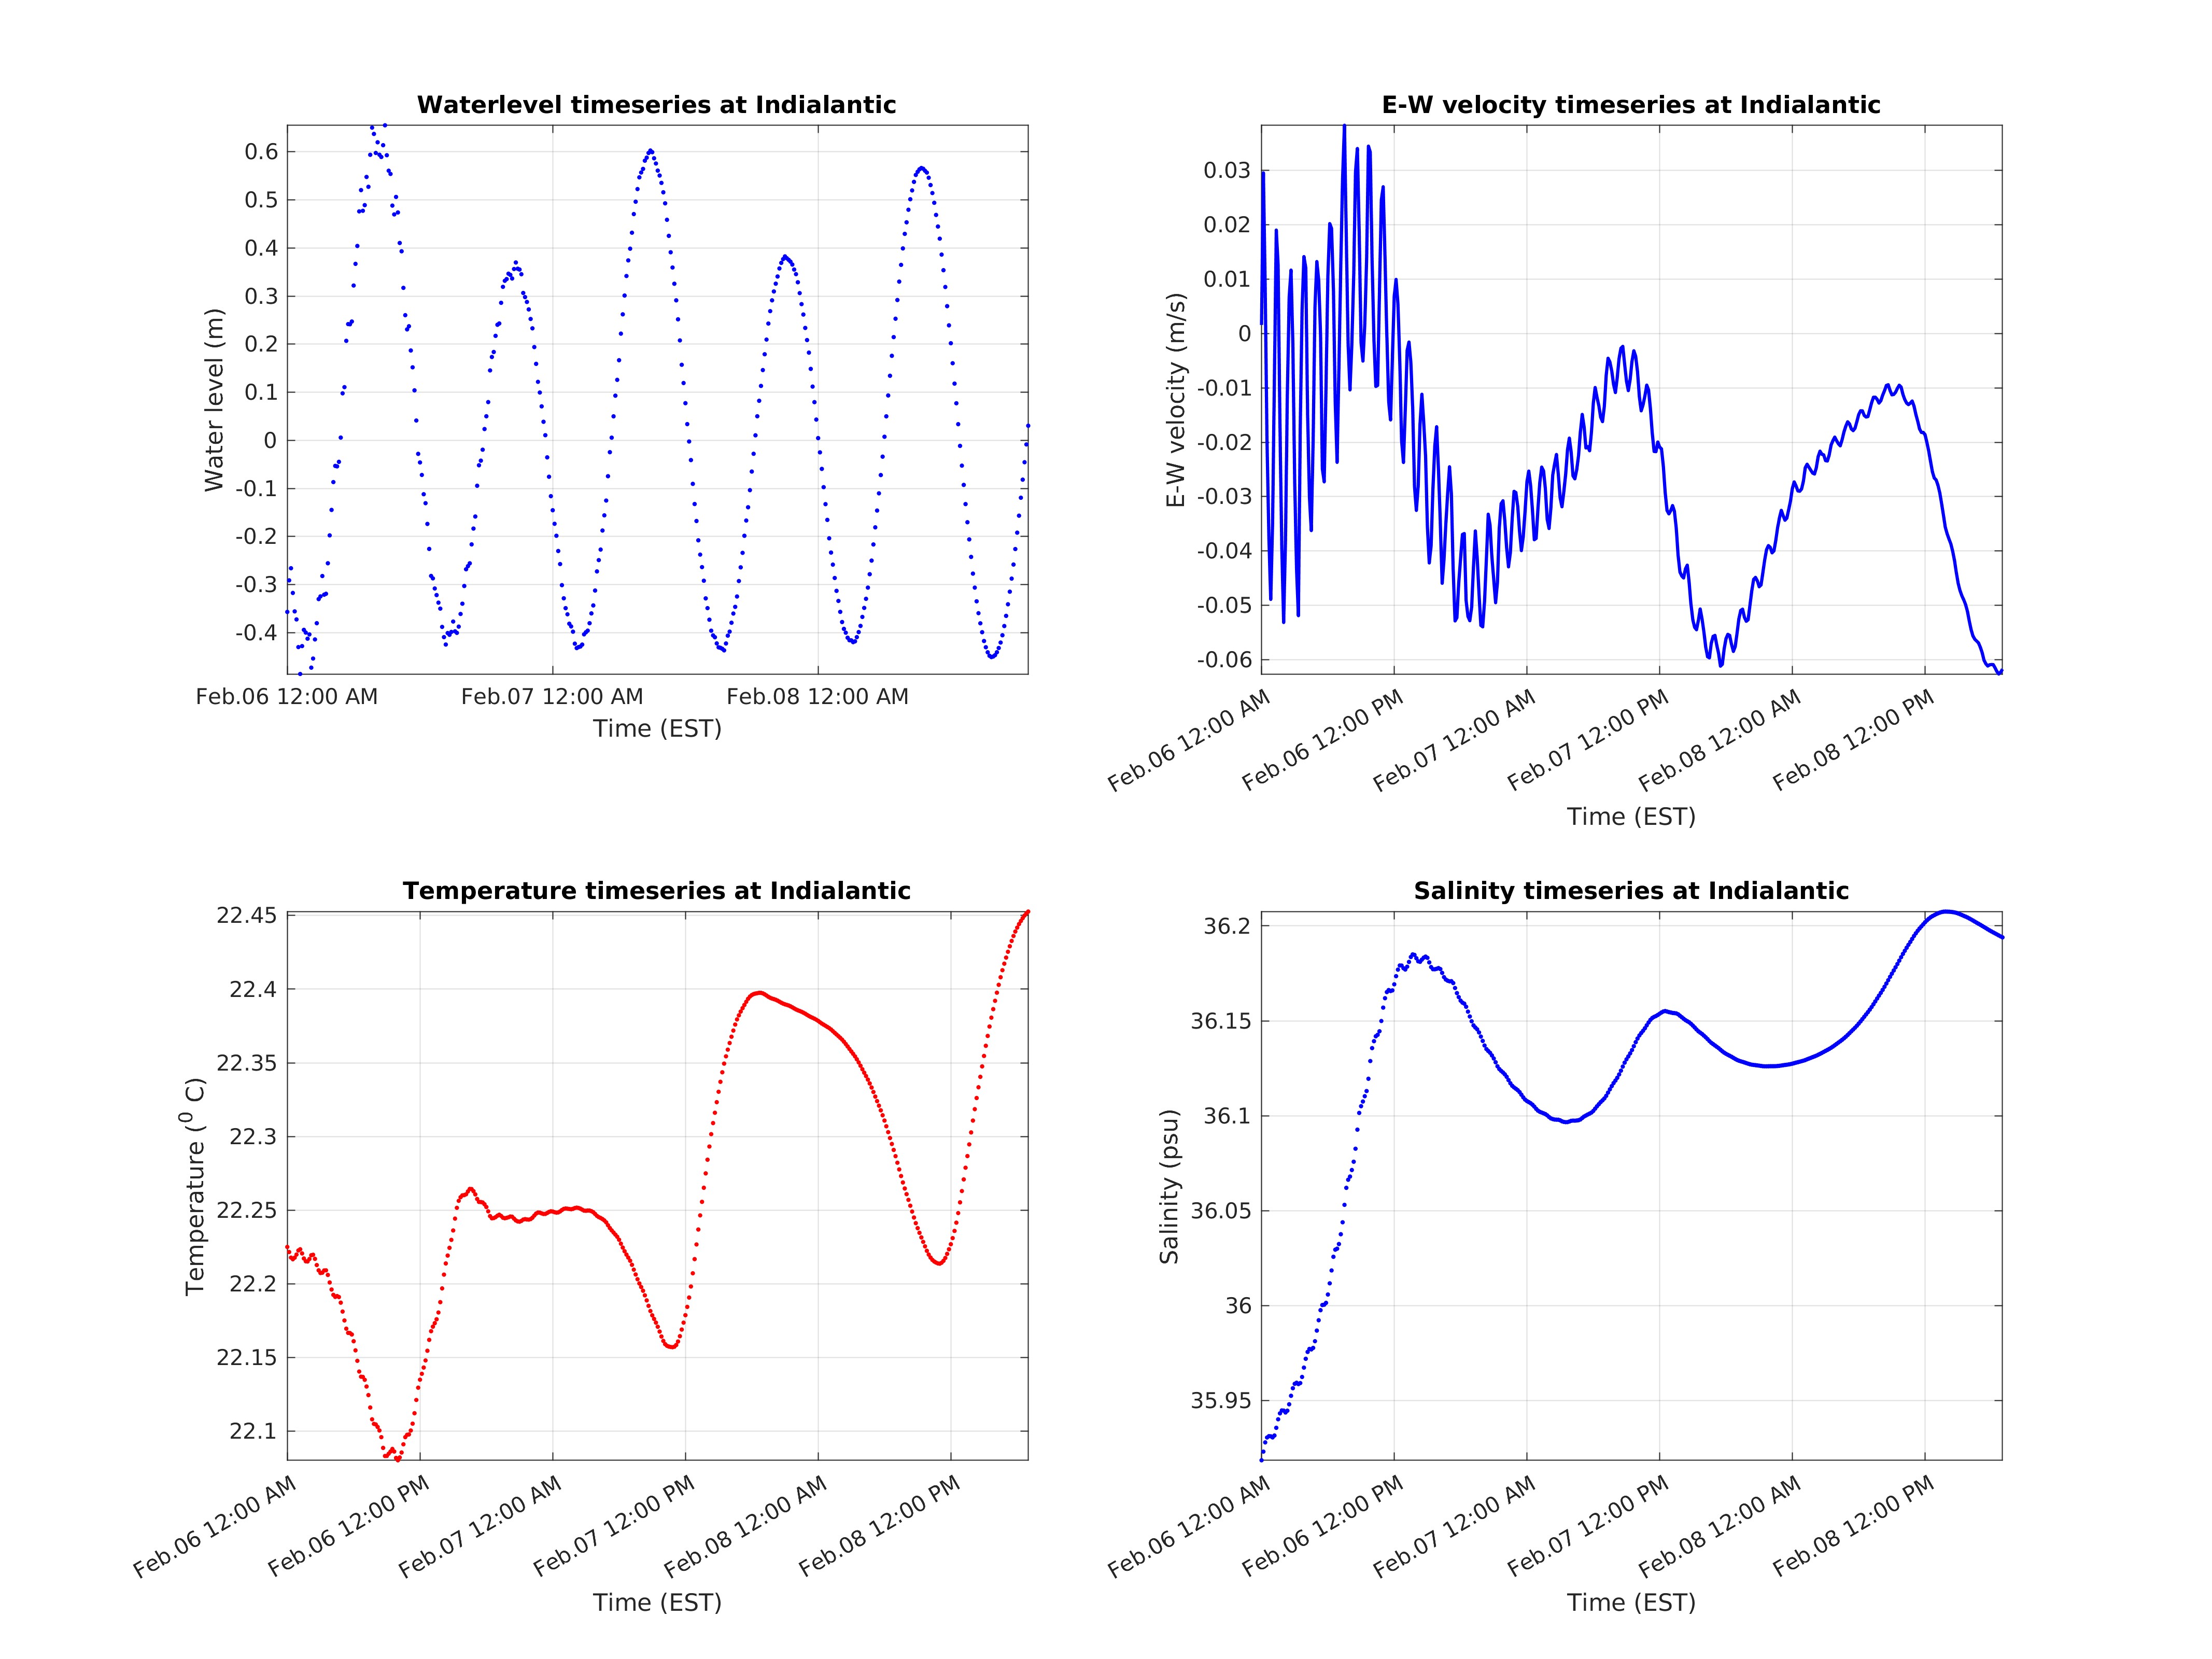 Waterlevel timeseries at Indialantic
0.6
0.5
0.4
0.3
0.2
0.1
0
-0.1
-0.2
-0.3
-0.4
Water level (m)
Feb.06 12:00 AM
Feb.07 12:00 AM
Feb.08 12:00 AM
Time (EST)
E-W velocity timeseries at Indialantic
0.03
0.02
0.01
0
-0.01
-0.02
-0.03
-0.04
-0.05
-0.06
E-W velocity (m/s)
Feb.06 12:00 AM
Feb.06 12:00 PM
Feb.07 12:00 AM
Feb.07 12:00 PM
Feb.08 12:00 AM
Feb.08 12:00 PM
Time (EST)
Temperature timeseries at Indialantic
22.45
22.4
22.35
22.3
22.25
22.2
22.15
22.1
Temperature (⁰ C)
Feb.06 12:00 AM
Feb.06 12:00 PM
Feb.07 12:00 AM
Feb.07 12:00 PM
Feb.08 12:00 AM
Feb.08 12:00 PM
Time (EST)
Salinity timeseries at Indialantic
36.2
36.15
36.1
36.05
36
35.95
Salinity (psu)
Feb.06 12:00 AM
Feb.06 12:00 PM
Feb.07 12:00 AM
Feb.07 12:00 PM
Feb.08 12:00 AM
Feb.08 12:00 PM
Time (EST)